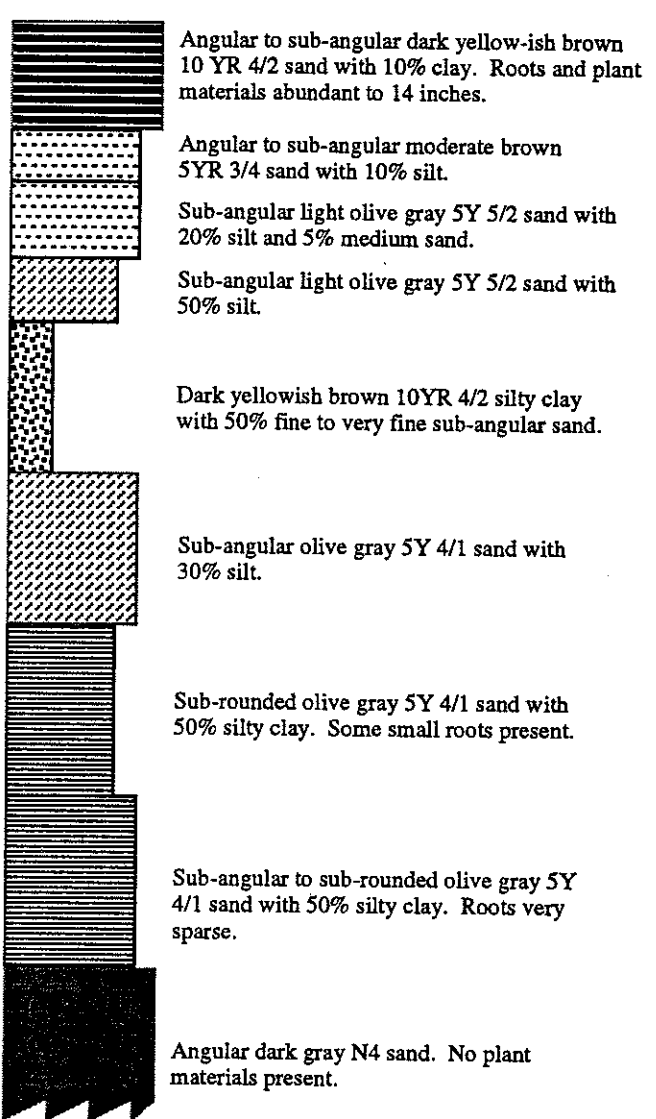 Angular to sub-angular dark yellow-ish brown
10 YR 4/2 sand with 10% clay. Roots and plant
materials abundant to 14 inches.
Angular to sub-angular moderate brown
5YR 3/4 sand with 10% silt.
Sub-angular light olive gray 5Y 5/2 sand with
20% silt and 5% medium sand.
Sub-angular light olive gray 5Y 5/2 sand with
50% silt.
Dark yellowish brown 10YR 4/2 silty clay
with 50% fine to very fine sub-angular sand.
Sub-angular olive gray 5Y 4/1 sand with
30% silt.
Sub-rounded olive gray 5Y 4/1 sand with
50% silty clay. Some small roots present.
Sub-angular to sub-rounded olive gray 5Y
4/1 sand with 50% silty clay. Roots very
sparse.
Angular dark gray N4 sand. No plant
materials present.